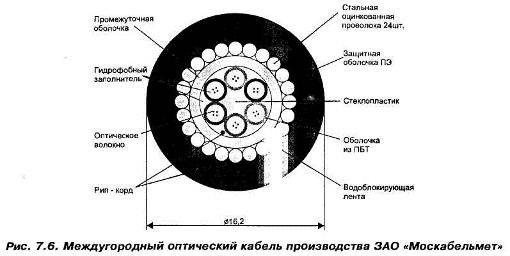 Промежуточная
оболочка
Гидрофобный
заполнитель
Оптическое
волокно
Рип - корд
Стальная
оцинкованная
проволока 24шт.
Защитная
оболочка ПЭ
Стеклопластик
Оболочка
из ПБТ
Водоблокирующая
лента
ø16,2
Рис. 7.6. Междугородный оптический кабель производства ЗАО «Москабельмет»